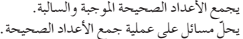 يجمع الأعداد الصحيحة الموجبة والسالبة.
يحلّ مسائل على عملية جمع الأعداد الصحيحة.